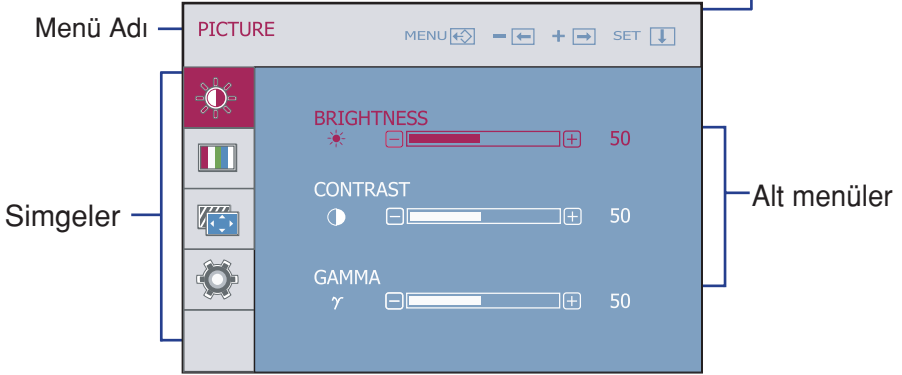 Menü Adı
PICTURE
MENU − + SET
Simgeler
BRIGHTNESS
50
CONTRAST
50
GAMMA
γ
50
Alt menüler